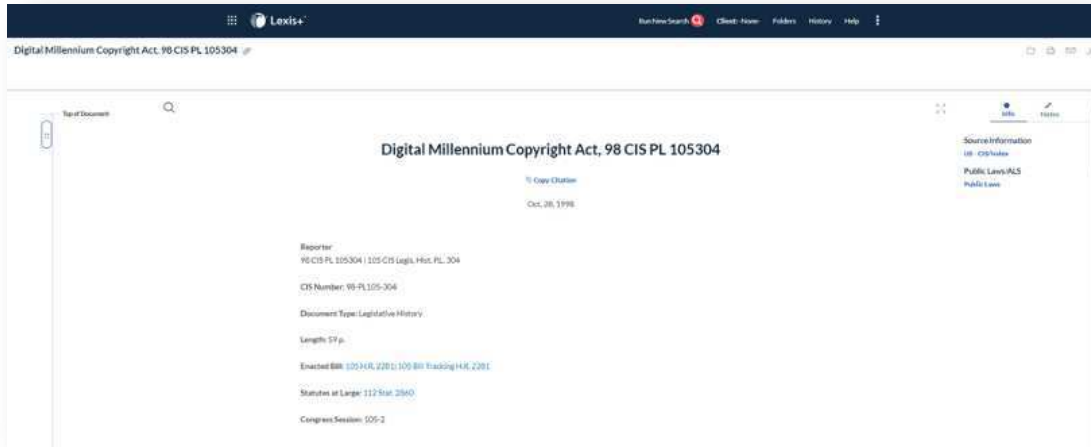 Lexis+
Run New Search Client: -None- Folders History Help
Digital Millennium Copyright Act, 98 CIS PL 105304
Top of Document
Info Notes
Digital Millennium Copyright Act, 98 CIS PL 105304
Source Information
US - CIS/Index
Copy Citation
Public Laws/ALS
Public Laws
Oct. 28, 1998
Reporter
98 CIS PL 105304 | 105 CIS Legis. Hist. P.L. 304
CIS Number: 98-PL105-304
Document Type: Legislative History
Length: 59 p.
Enacted Bill: 105 H.R. 2281; 105 Bill Tracking H.R. 2281
Statutes at Large: 112 Stat. 2860
Congress Session: 105-2